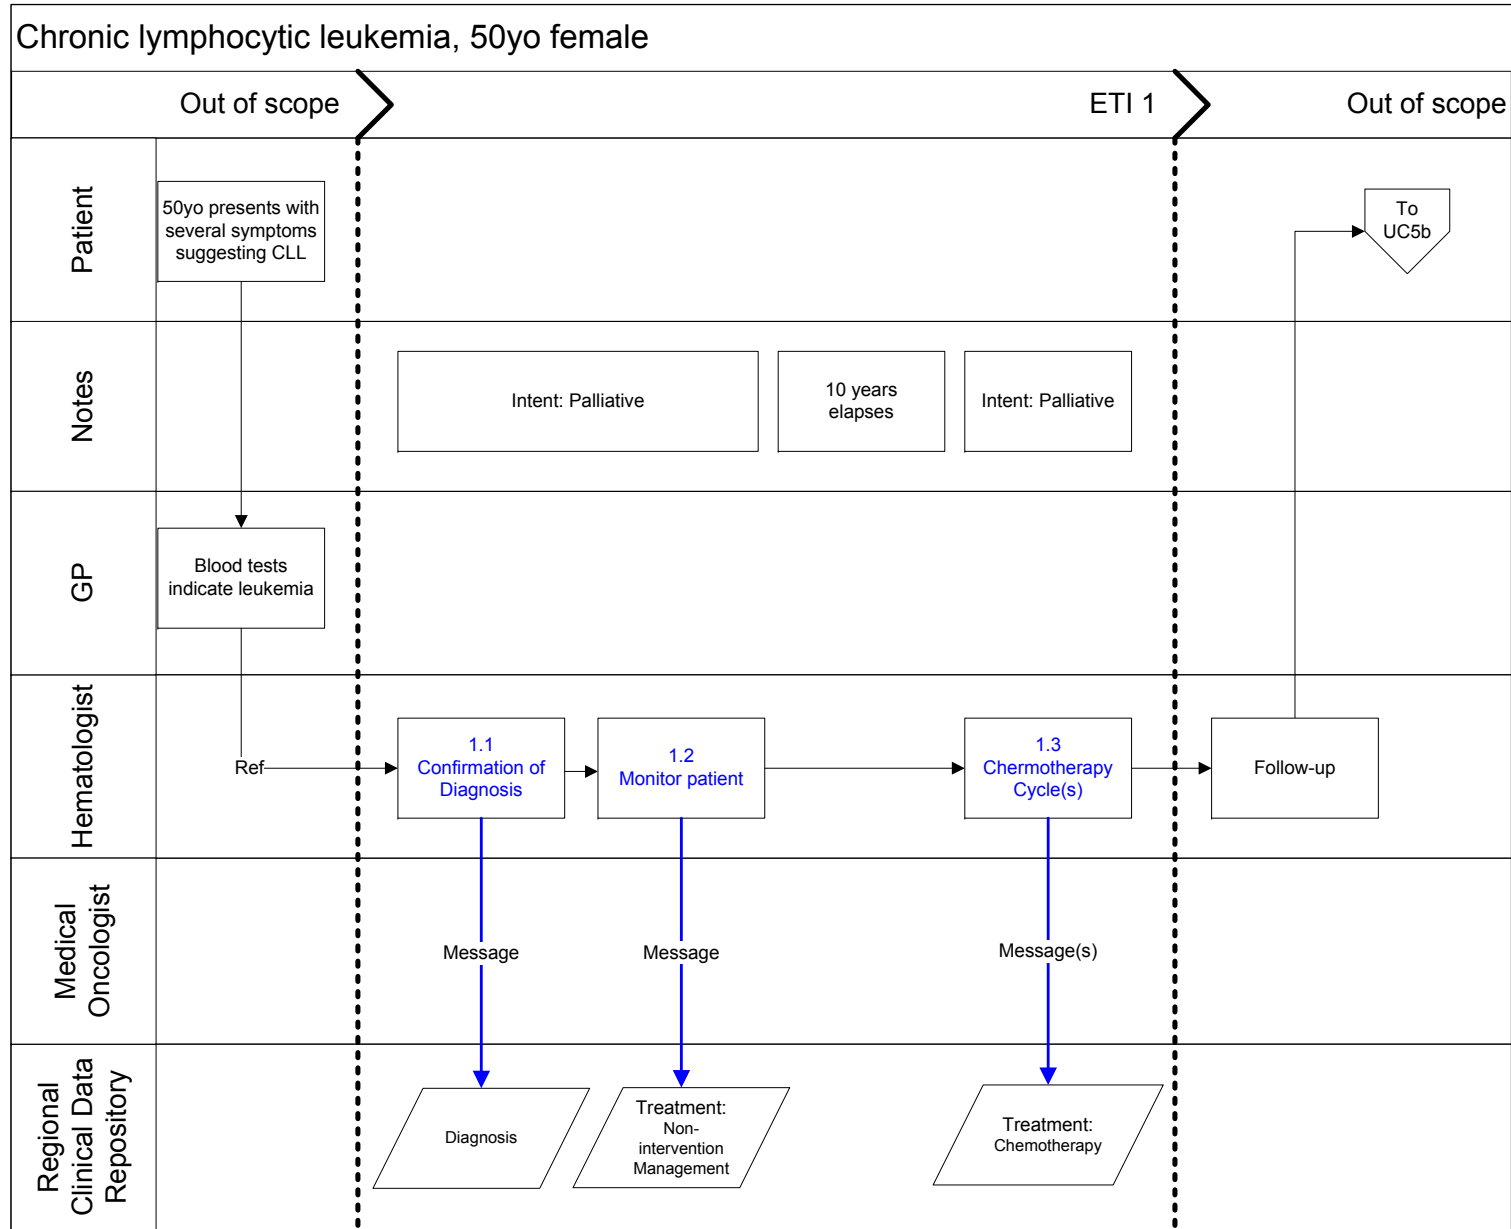 Chronic lymphocytic leukemia, 50yo female
Out of scope
ETI 1
Out of scope
Patient
50yo presents with
several symptoms
suggesting CLL
To
UC5b
Notes
Intent: Palliative
10 years
elapses
Intent: Palliative
GP
Blood tests
indicate leukemia
Hematologist
Ref
1.1
Confirmation of
Diagnosis
1.2
Monitor patient
1.3
Chermotherapy
Cycle(s)
Follow-up
Medical
Oncologist
Message
Message
Message(s)
Regional
Clinical Data
Repository
Diagnosis
Treatment:
Non-
intervention
Management
Treatment:
Chemotherapy